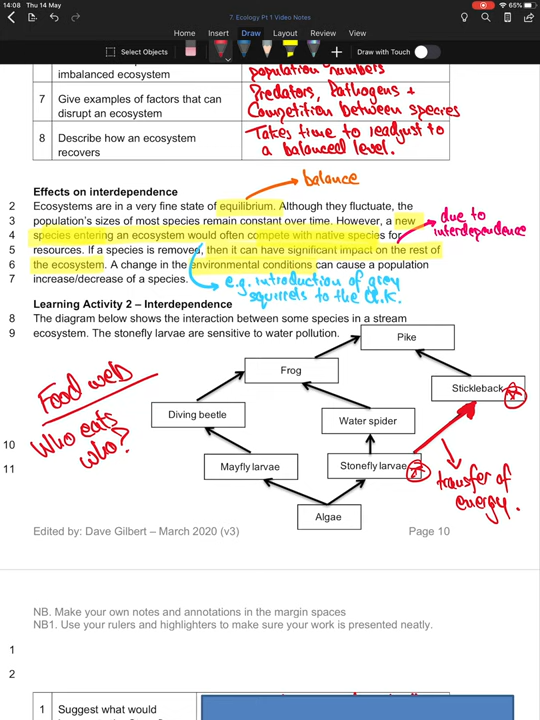 14:08 Thu 14 May
65%
7. Ecology Pt 1 Video Notes
Home Insert Draw Layouts Review View
Select Objects
Draw with Touch
imbalanced ecosystem
population numbers
7 Give examples of factors that can disrupt an ecosystem
Predators, Pathogens +
Competition between species
8 Describe how an ecosystem recovers
Takes time to readjust to
a balanced level.
balance
Effects on interdependence
2 Ecosystems are in a very fine state of equilibrium. Although they fluctuate, the
3 population's sizes of most species remain constant over time. However, a new
4 species entering an ecosystem would often compete with native species for
5 resources. If a species is removed, then it can have significant impact on the rest of
6 the ecosystem. A change in the environmental conditions can cause a population
7 increase/decrease of a species.
due to
interdependence
e.g. introduction of grey
squirrels to the U.K.
Learning Activity 2 – Interdependence
8 The diagram below shows the interaction between some species in a stream
9 ecosystem. The stonefly larvae are sensitive to water pollution.
Pike
Frog
Stickleback
Food web
Diving beetle
Water spider
Who eats
who?
10
11
Mayfly larvae
Stonefly larvae
transfer of
energy.
Algae
Edited by: Dave Gilbert – March 2020 (v3)
Page 10
NB. Make your own notes and annotations in the margin spaces
NB1. Use your rulers and highlighters to make sure your work is presented neatly.
1
2
1 Suggest what would